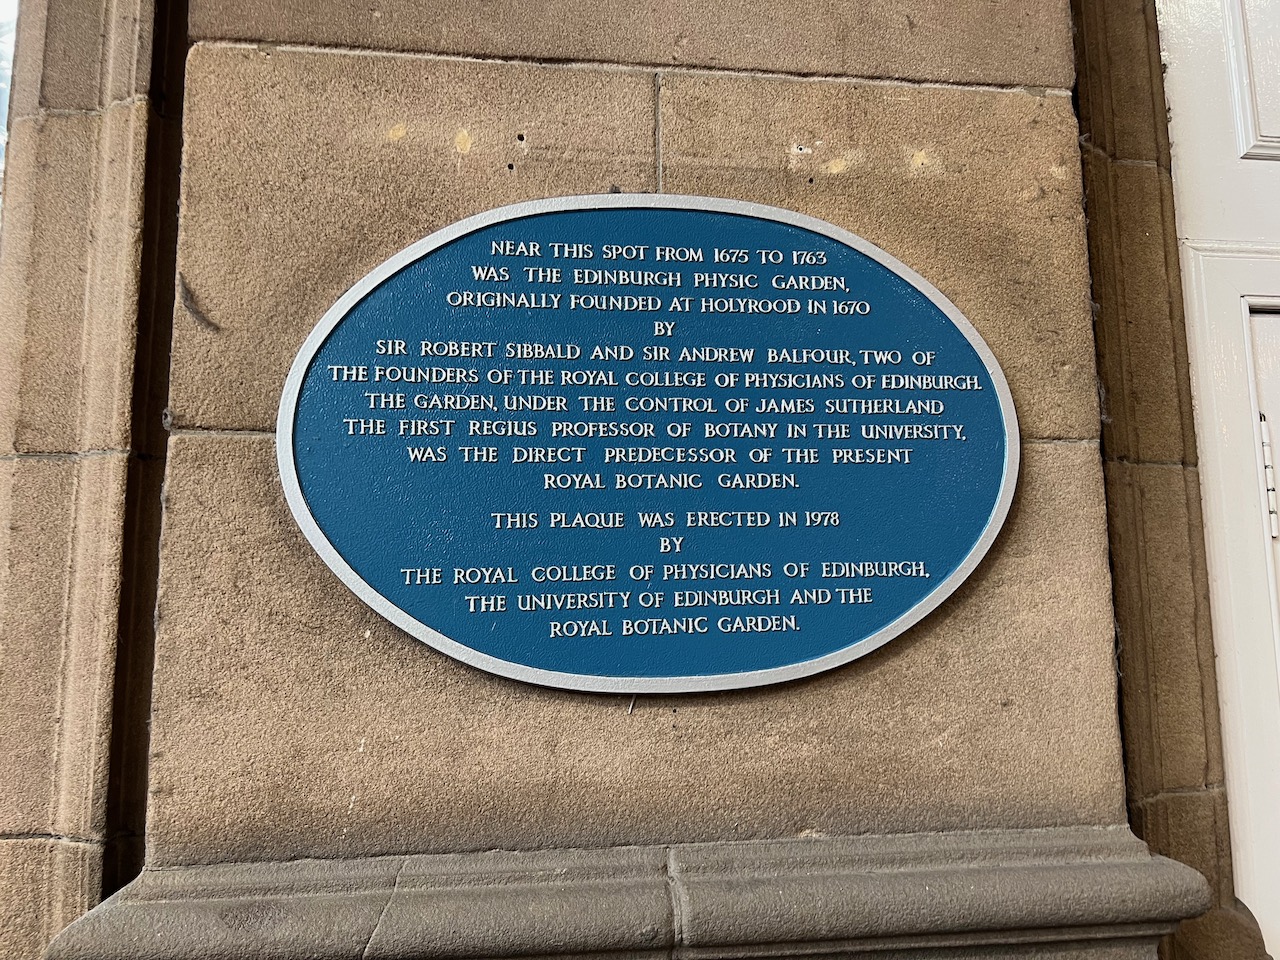 NEAR THIS SPOT FROM 1675 TO 1763
WAS THE EDINBURGH PHYSIC GARDEN,
ORIGINALLY FOUNDED AT HOLYROOD IN 1670
BY
SIR ROBERT SIBBALD AND SIR ANDREW BALFOUR, TWO OF
THE FOUNDERS OF THE ROYAL COLLEGE OF PHYSICIANS OF EDINBURGH.
THE GARDEN, UNDER THE CONTROL OF JAMES SUTHERLAND
THE FIRST REGIUS PROFESSOR OF BOTANY IN THE UNIVERSITY,
WAS THE DIRECT PREDECESSOR OF THE PRESENT
ROYAL BOTANIC GARDEN.
THIS PLAQUE WAS ERECTED IN 1978
BY
THE ROYAL COLLEGE OF PHYSICIANS OF EDINBURGH,
THE UNIVERSITY OF EDINBURGH AND THE
ROYAL BOTANIC GARDEN.